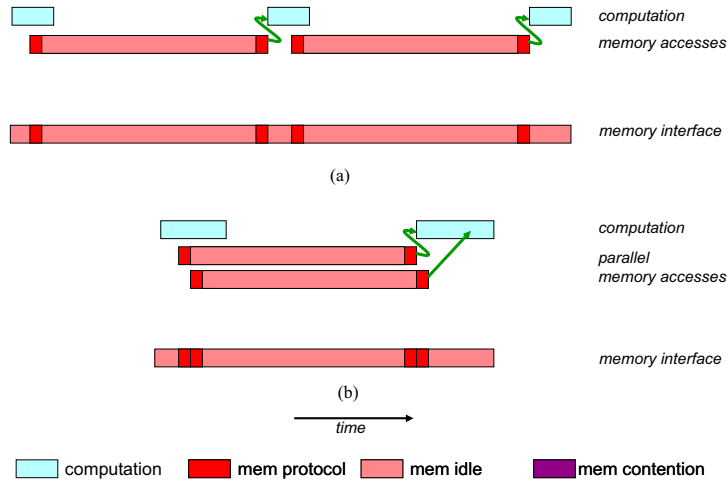 computation
memory accesses
memory interface
(a)
computation
parallel
memory accesses
memory interface
(b)
time
computation mem protocol mem idle mem contention